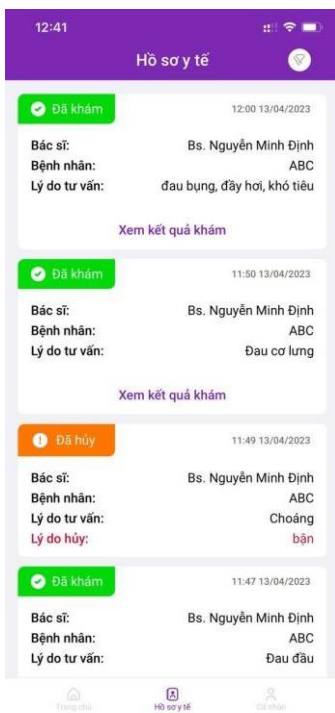 12:41
Hồ sơ y tế
Đã khám 12:00 13/04/2023
Bác sĩ: Bs. Nguyễn Minh Định
Bệnh nhân: ABC
Lý do tư vấn: đau bụng, đầy hơi, khó tiêu
Xem kết quả khám
Đã khám 11:50 13/04/2023
Bác sĩ: Bs. Nguyễn Minh Định
Bệnh nhân: ABC
Lý do tư vấn: Đau cơ lưng
Xem kết quả khám
Đã hủy 11:49 13/04/2023
Bác sĩ: Bs. Nguyễn Minh Định
Bệnh nhân: ABC
Lý do tư vấn: Choáng
Lý do hủy: bận
Đã khám 11:47 13/04/2023
Bác sĩ: Bs. Nguyễn Minh Định
Bệnh nhân: ABC
Lý do tư vấn: Đau đầu
Trang chủ Hồ sơ y tế Cá nhân